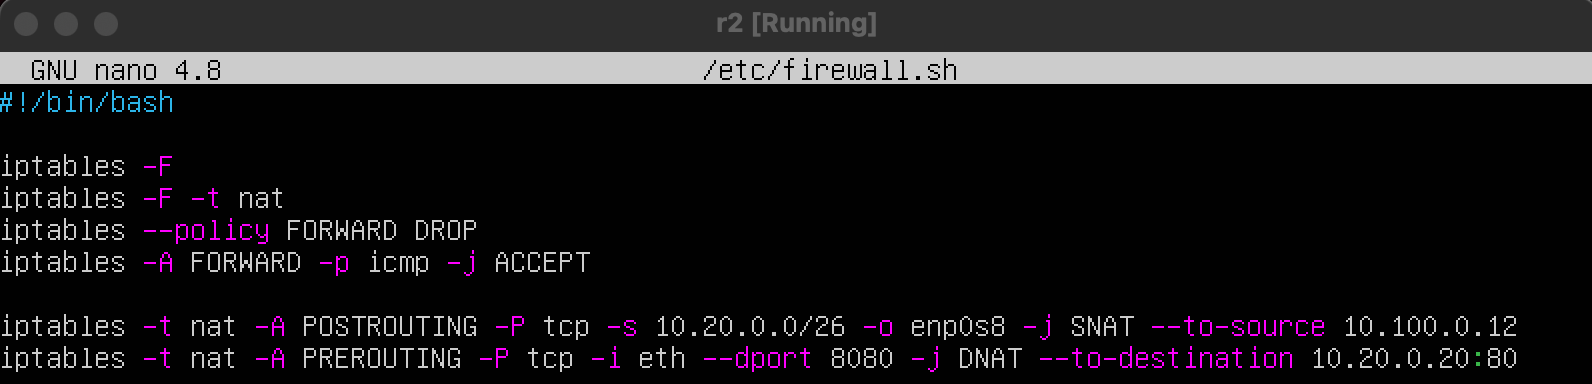 r2 [Running]
GNU nano 4.8 /etc/firewall.sh
#!/bin/bash
iptables -F
iptables -F -t nat
iptables --policy FORWARD DROP
iptables -A FORWARD -p icmp -j ACCEPT
iptables -t nat -A POSTROUTING -P tcp -s 10.20.0.0/26 -o enp0s8 -j SNAT --to-source 10.100.0.12
iptables -t nat -A PREROUTING -P tcp -i eth --dport 8080 -j DNAT --to-destination 10.20.0.20:80